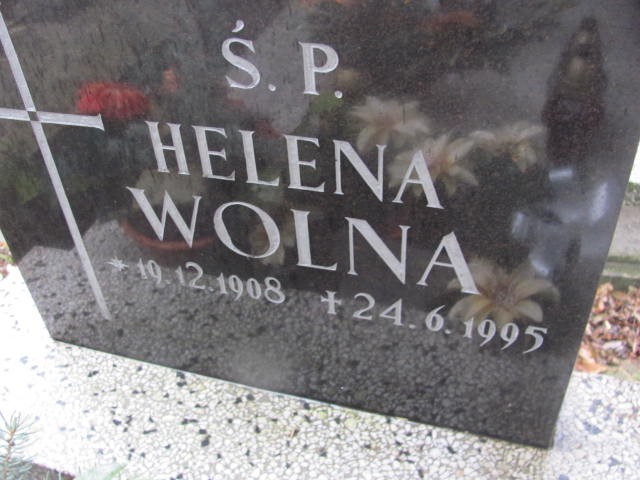 Ś. P.
HELENA
WOLNA
* 19.12.1908 ✝ 24.6.1995